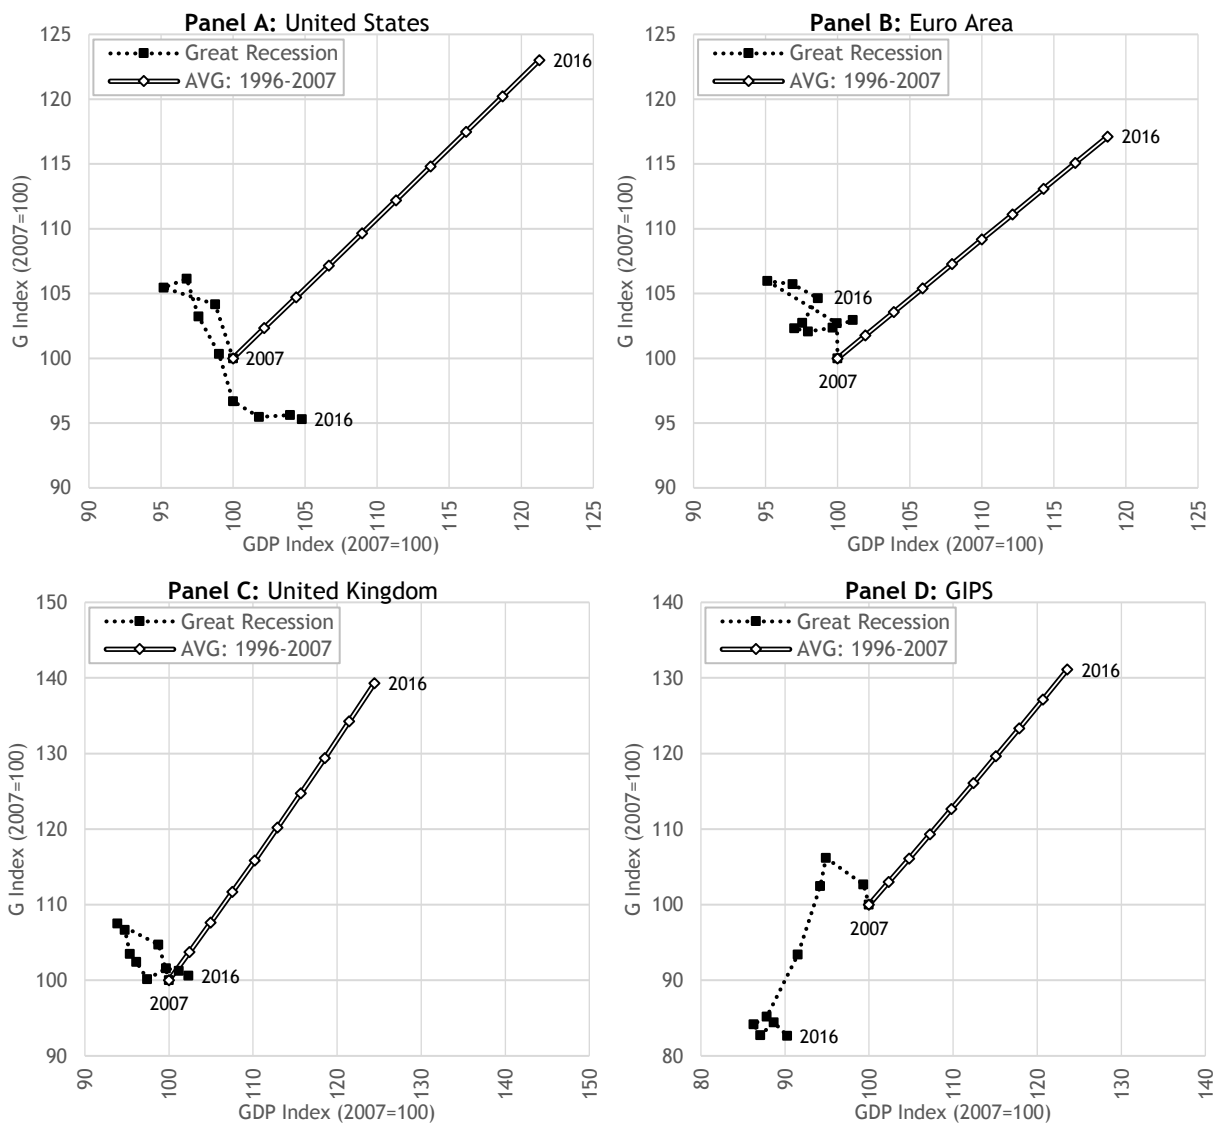 Panel A: United States
125
120
115
110
105
100
95
90
G Index (2007=100)
Great Recession
AVG: 1996-2007
2016
2007
2016
90 95 100 105 110 115 120 125
GDP Index (2007=100)
Panel B: Euro Area
125
120
115
110
105
100
95
90
G Index (2007=100)
Great Recession
AVG: 1996-2007
2016
2016
2007
90 95 100 105 110 115 120 125
GDP Index (2007=100)
Panel C: United Kingdom
150
140
130
120
110
100
90
G Index (2007=100)
Great Recession
AVG: 1996-2007
2016
2016
2007
90 100 110 120 130 140 150
GDP Index (2007=100)
Panel D: GIPS
140
130
120
110
100
90
80
G Index (2007=100)
Great Recession
AVG: 1996-2007
2016
2007
2016
80 90 100 110 120 130 140
GDP Index (2007=100)